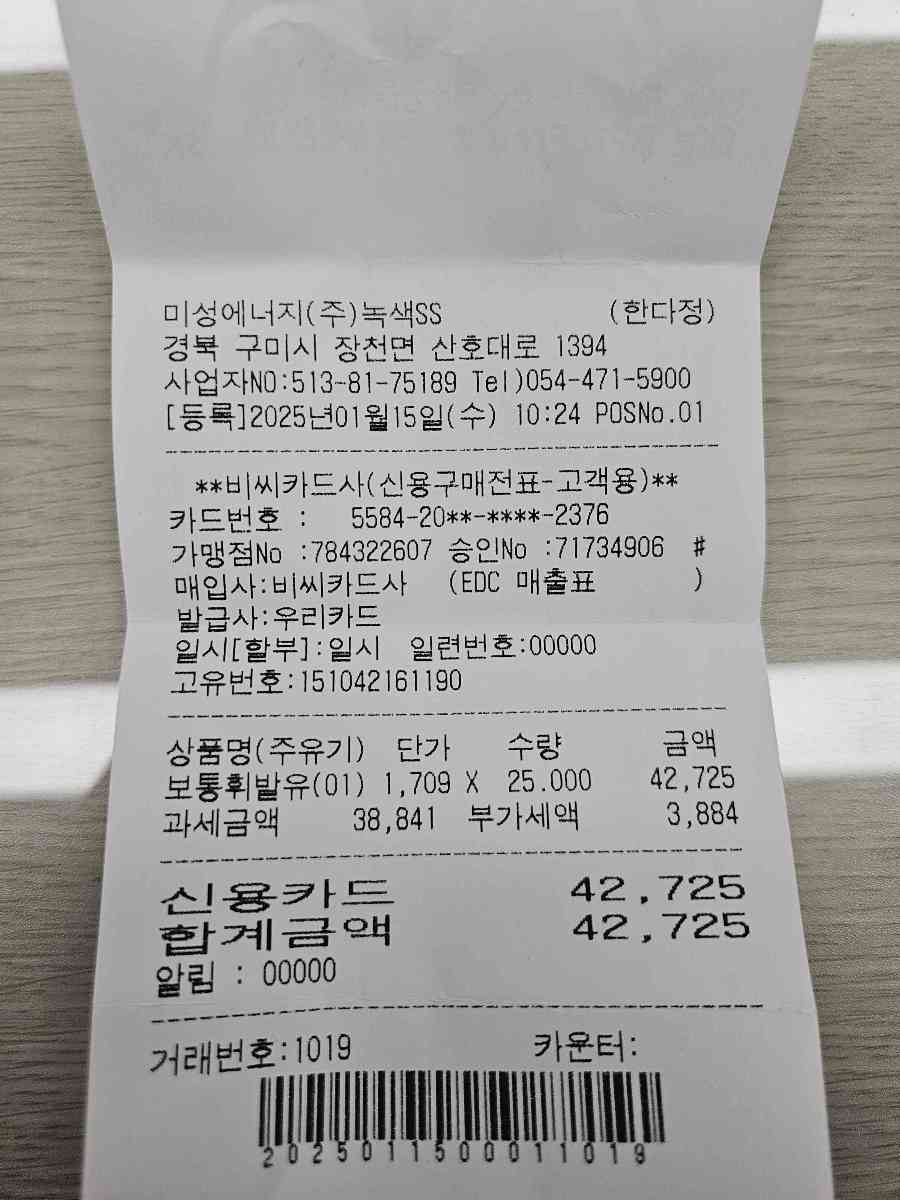 미성에너지(주)녹색SS (한다정)
경북 구미시 장천면 산호대로 1394
사업자NO:513-81-75189 Tel)054-471-5900
[등록]2025년01월15일(수) 10:24 POSNo.01
**비씨카드사(신용구매전표-고객용)**
카드번호 : 5584-20**-****-2376
가맹점No :784322607 승인No :71734906 #
매입사:비씨카드사 (EDC 매출표 )
발급사:우리카드
일시[할부]:일시 일련번호:00000
고유번호:151042161190
상품명(주유기) 단가 수량 금액
보통휘발유(01) 1,709 X 25.000 42,725
과세금액 38,841 부가세액 3,884
신용카드 42,725
합계금액 42,725
알림 : 00000
거래번호:1019 카운터:
2025011500011019